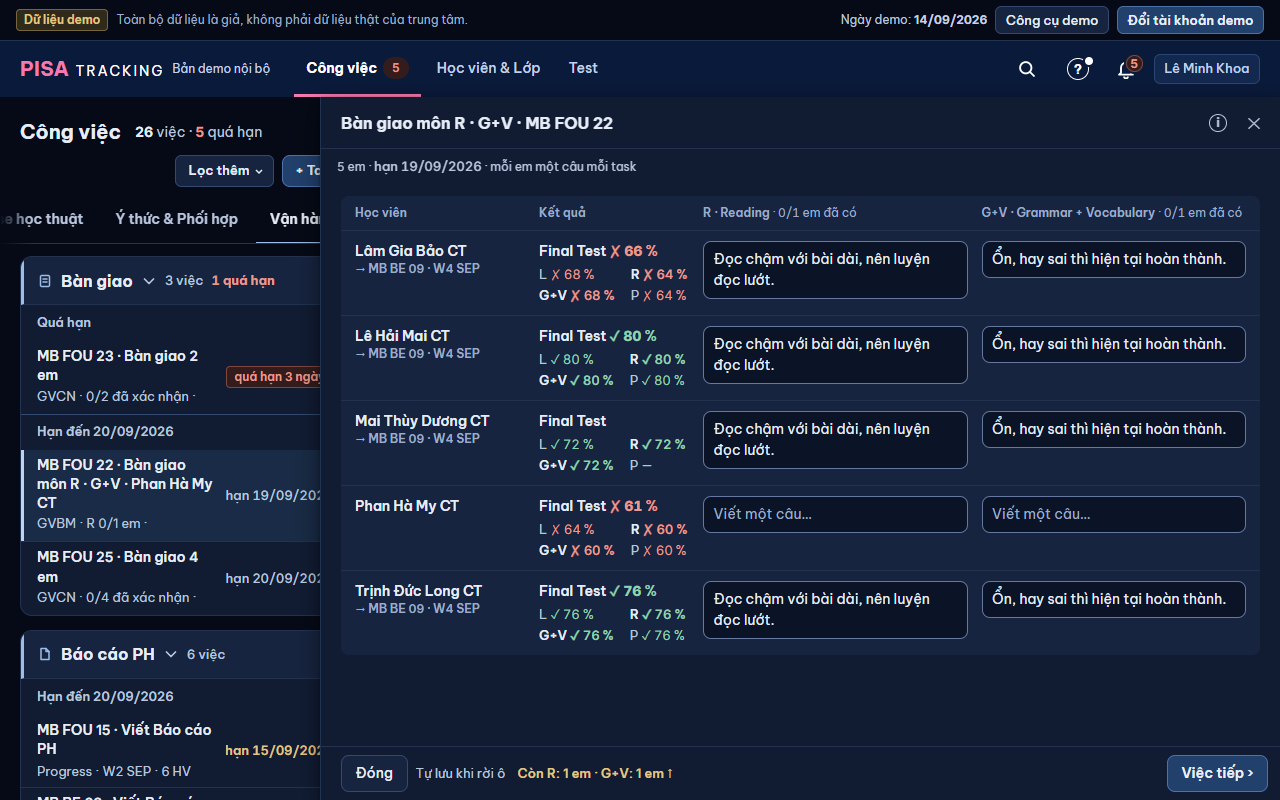 Dữ liệu demo Toàn bộ dữ liệu là giả, không phải dữ liệu thật của trung tâm. Ngày demo: 14/09/2026 Công cụ demo Đổi tài khoản demo
PISA TRACKING Bản demo nội bộ Công việc 5 Học viên & Lớp Test ? 5 Lê Minh Khoa
Công việc 26 việc · 5 quá hạn
Lọc thêm
học thuật Ý thức & Phối hợp
Bàn giao 3 việc 1 quá hạn
Quá hạn
MB FOU 23 · Bàn giao 2
em
quá hạn 3
GVCN · 0/2 đã xác nhận ·
Hạn đến 20/09/2026
MB FOU 22 · Bàn giao
môn R · G+V · Phan Hà My
CT
hạn
GVBM · R 0/1 em ·
MB FOU 25 · Bàn giao 4
em
hạn
GVCN · 0/4 đã xác nhận ·
Báo cáo PH 6 việc
Hạn đến 20/09/2026
MB FOU 15 · Viết Báo cáo
PH
hạn
Progress · W2 SEP · 6 HV
Bàn giao môn R · G+V · MB FOU 22
5 em · hạn 19/09/2026 · mỗi em một câu mỗi task
Học viên Kết quả R · Reading · 0/1 em đã có G+V · Grammar + Vocabulary · 0/1 em đã có
Lâm Gia Bảo CT
→ MB BE 09 · W4 SEP
Final Test ✗ 66 %
L ✗ 68 % R ✗ 64 %
G+V ✗ 68 % P ✗ 64 %
Đọc chậm với bài dài, nên luyện
đọc lướt.
Ổn, hay sai thì hiện tại hoàn thành.
Lê Hải Mai CT
→ MB BE 09 · W4 SEP
Final Test ✓ 80 %
L ✓ 80 % R ✓ 80 %
G+V ✓ 80 % P ✓ 80 %
Đọc chậm với bài dài, nên luyện
đọc lướt.
Ổn, hay sai thì hiện tại hoàn thành.
Mai Thùy Dương CT
→ MB BE 09 · W4 SEP
Final Test
L ✓ 72 % R ✓ 72 %
G+V ✓ 72 % P —
Đọc chậm với bài dài, nên luyện
đọc lướt.
Ổn, hay sai thì hiện tại hoàn thành.
Phan Hà My CT
Final Test ✗ 61 %
L ✗ 64 % R ✗ 60 %
G+V ✗ 60 % P ✗ 60 %
Viết một câu...
Viết một câu...
Trịnh Đức Long CT
→ MB BE 09 · W4 SEP
Final Test ✓ 76 %
L ✓ 76 % R ✓ 76 %
G+V ✓ 76 % P ✓ 76 %
Đọc chậm với bài dài, nên luyện
đọc lướt.
Ổn, hay sai thì hiện tại hoàn thành.
Đóng Tự lưu khi rời ô Còn R: 1 em · G+V: 1 em ↑ Việc tiếp ›